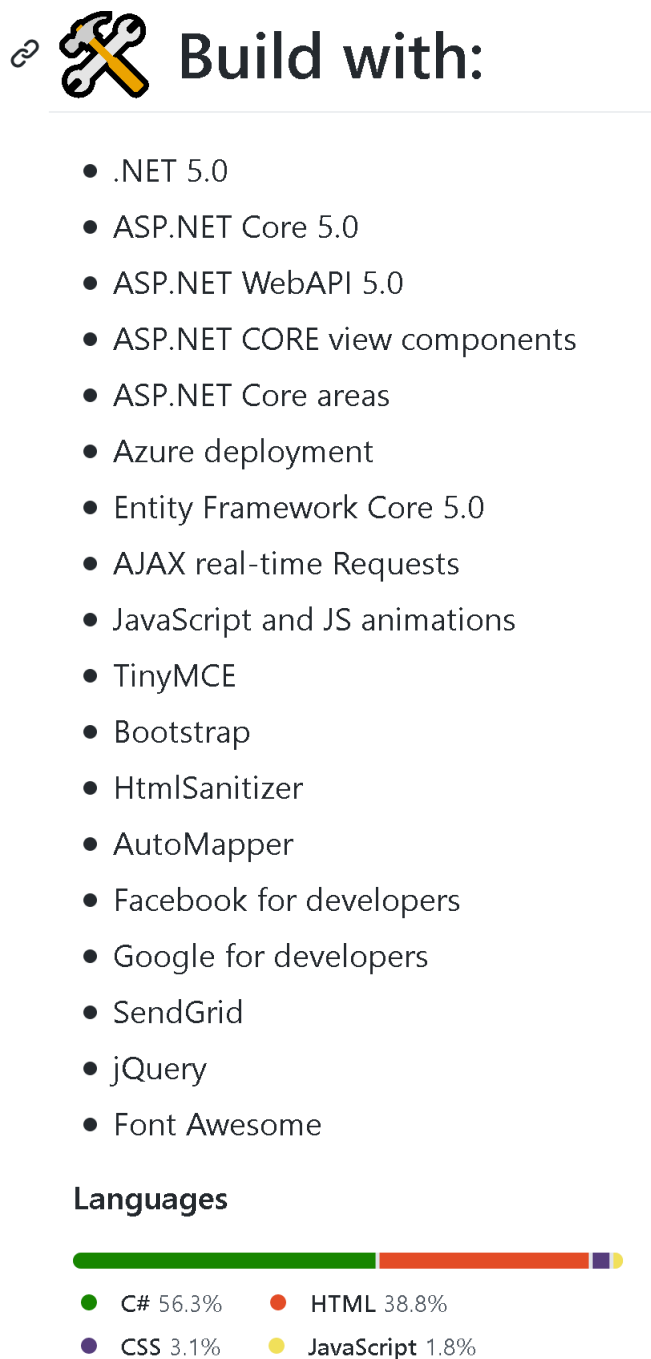 Build with:
.NET 5.0
ASP.NET Core 5.0
ASP.NET WebAPI 5.0
ASP.NET CORE view components
ASP.NET Core areas
Azure deployment
Entity Framework Core 5.0
AJAX real-time Requests
JavaScript and JS animations
TinyMCE
Bootstrap
HtmlSanitizer
AutoMapper
Facebook for developers
Google for developers
SendGrid
jQuery
Font Awesome
Languages
C# 56.3% HTML 38.8%
CSS 3.1% JavaScript 1.8%